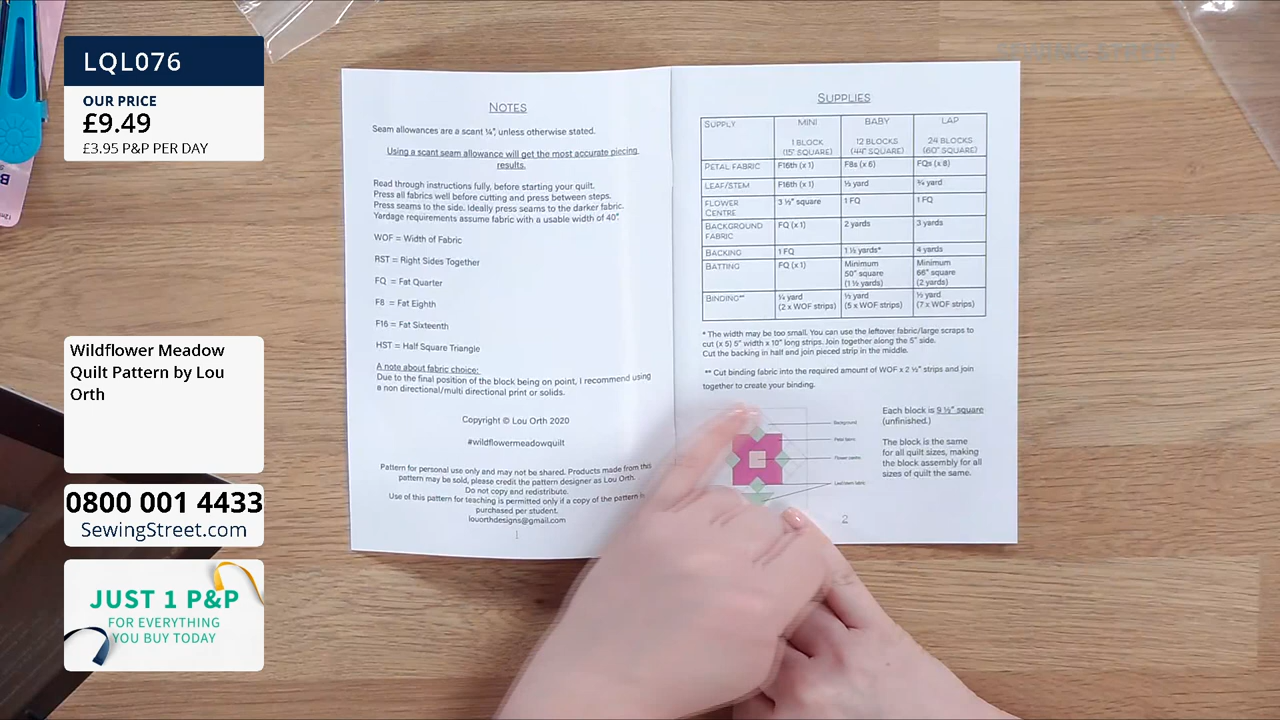 LQL076
OUR PRICE
£9.49
£3.95 P&P PER DAY
Wildflower Meadow
Quilt Pattern by Lou
Orth
0800 001 4433
SewingStreet.com
JUST 1 P&P
FOR EVERYTHING
YOU BUY TODAY
SEWING STREET
NOTES
Seam allowances are a scant ¼", unless otherwise stated.
Using a scant seam allowance will get the most accurate piecing
results.
Read through instructions fully, before starting your quilt.
Press all fabrics well before cutting and press between steps.
Press seams to the side. Ideally press seams to the darker fabric.
Yardage requirements assume fabric with a usable width of 40".
WOF = Width of Fabric
RST = Right Sides Together
FQ = Fat Quarter
F8 = Fat Eighth
F16 = Fat Sixteenth
HST = Half Square Triangle
A note about fabric choice:
Due to the final position of the block being on point, I recommend using
a non directional/multi directional print or solids.
Copyright © Lou Orth 2020
#wildflowermeadowquilt
Pattern for personal use only and may not be shared. Products made from this
pattern may be sold, please credit the pattern designer as Lou Orth.
Do not copy and redistribute.
Use of this pattern for teaching is permitted only if a copy of the pattern is
purchased per student.
louorthdesigns@gmail.com
1
SUPPLIES
SUPPLY MINI BABY LAP
1 BLOCK 12 BLOCKS 24 BLOCKS
(15" SQUARE) (44" SQUARE) (60" SQUARE)
PETAL FABRIC F16th (x 1) F8s (x 6) FQs (x 8)
LEAF/STEM F16th (x 1) ½ yard ¾ yard
FLOWER 3 ½" square 1 FQ 1 FQ
CENTRE
BACKGROUND FQ (x 1) 2 yards 3 yards
FABRIC
BACKING 1 FQ 1 ½ yards* 4 yards
BATTING FQ (x 1) Minimum Minimum
50" square 66" square
(1 ½ yards) (2 yards)
BINDING** ¼ yard ½ yard ½ yard
(2 x WOF strips) (5 x WOF strips) (7 x WOF strips)
* The width may be too small. You can use the leftover fabric/large scraps to
cut (x 5) 5" width x 10" long strips. Join together along the 5" side.
Cut the backing in half and join pieced strip in the middle.
** Cut binding fabric into the required amount of WOF x 2 ½" strips and join
together to create your binding.
Background
Petal fabric
Flower centre
Leaf/stem fabric
Each block is 9 ½" square
(unfinished.)
The block is the same
for all quilt sizes, making
the block assembly for all
sizes of quilt the same.
2